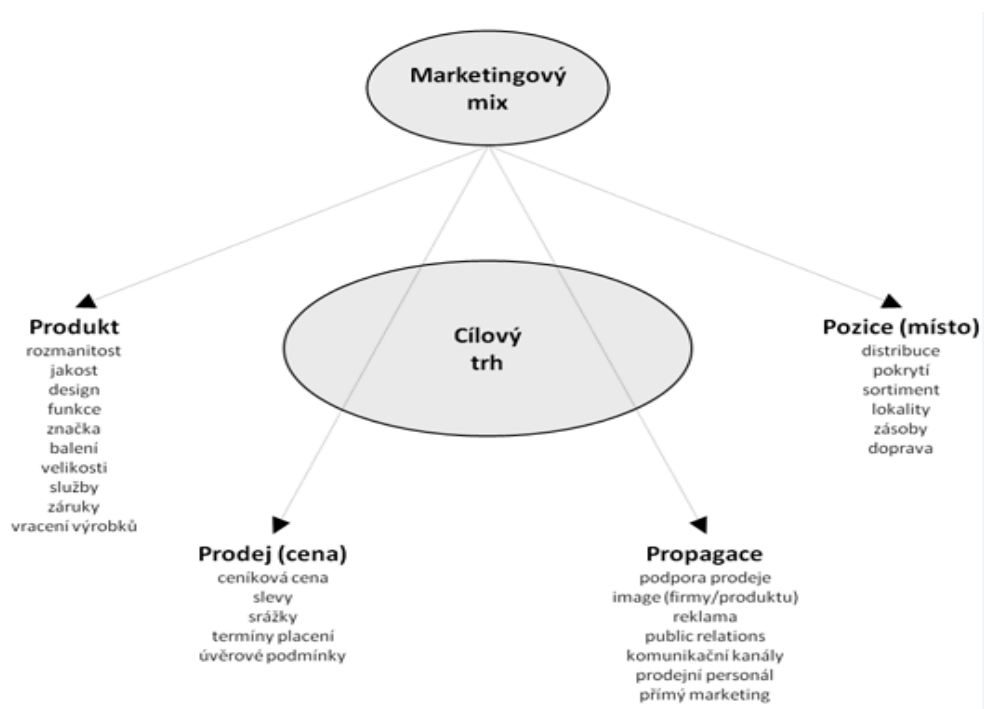 Marketingový
mix
Cílový
trh
Produkt
rozmanitost
jakost
design
funkce
značka
balení
velikosti
služby
záruky
vracení výrobků
Prodej (cena)
ceníková cena
slevy
srážky
termíny placení
úvěrové podmínky
Propagace
podpora prodeje
image (firmy/produktu)
reklama
public relations
komunikační kanály
prodejní personál
přímý marketing
Pozice (místo)
distribuce
pokrytí
sortiment
lokality
zásoby
doprava